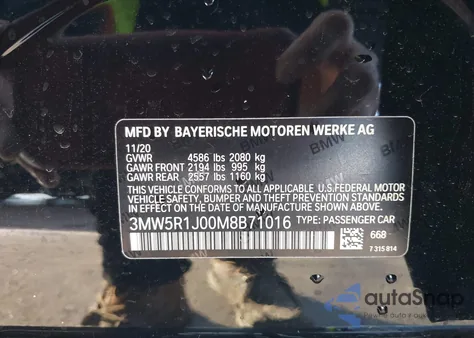 MFD BY BAYERISCHE MOTOREN WERKE AG
11/20
GVWR 4586 lbs 2080 kg
GAWR FRONT 2194 lbs 995 kg
GAWR REAR 2557 lbs 1160 kg
THIS VEHICLE CONFORMS TO ALL APPLICABLE U.S.FEDERAL MOTOR
VEHICLE SAFETY, BUMPER, AND THEFT PREVENTION STANDARDS
IN EFFECT ON THE DATE OF MANUFACTURE SHOWN ABOVE.
3MW5R1J00M8B71016 TYPE: PASSENGER CAR
668
7 315 814
autoSnap